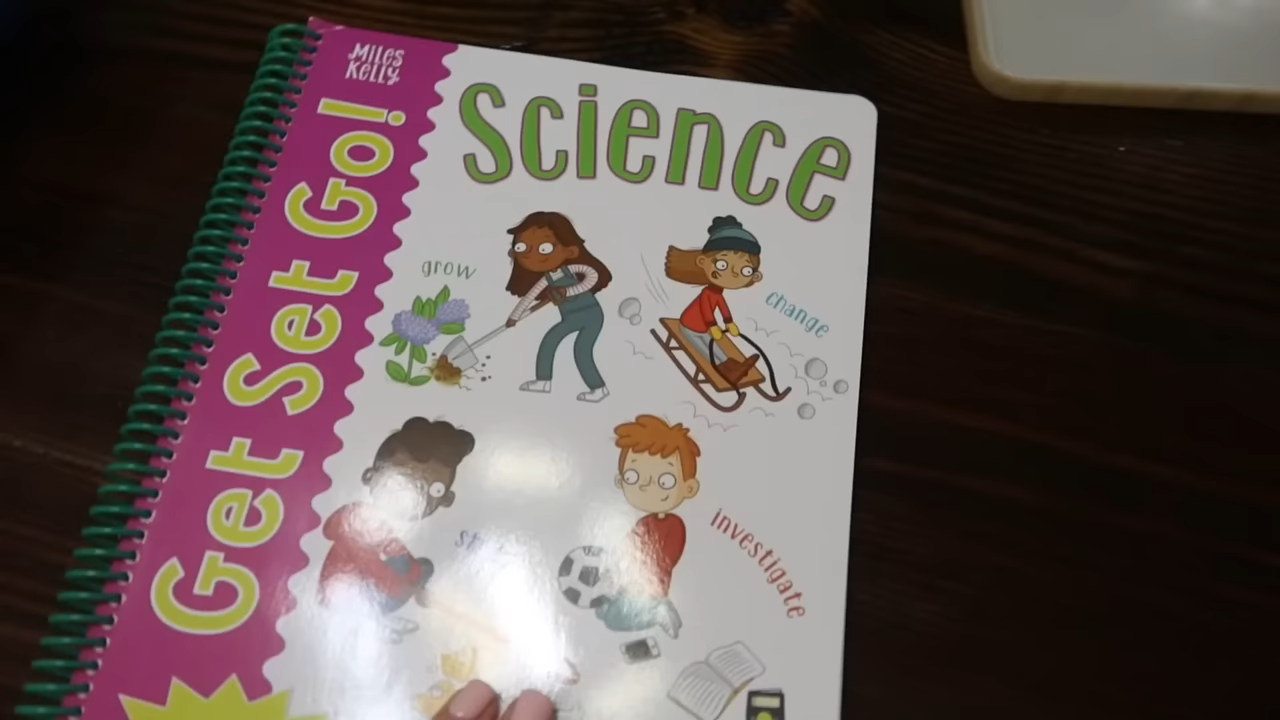 Miles
Kelly
Get Set Go!
Science
grow
change
investigate